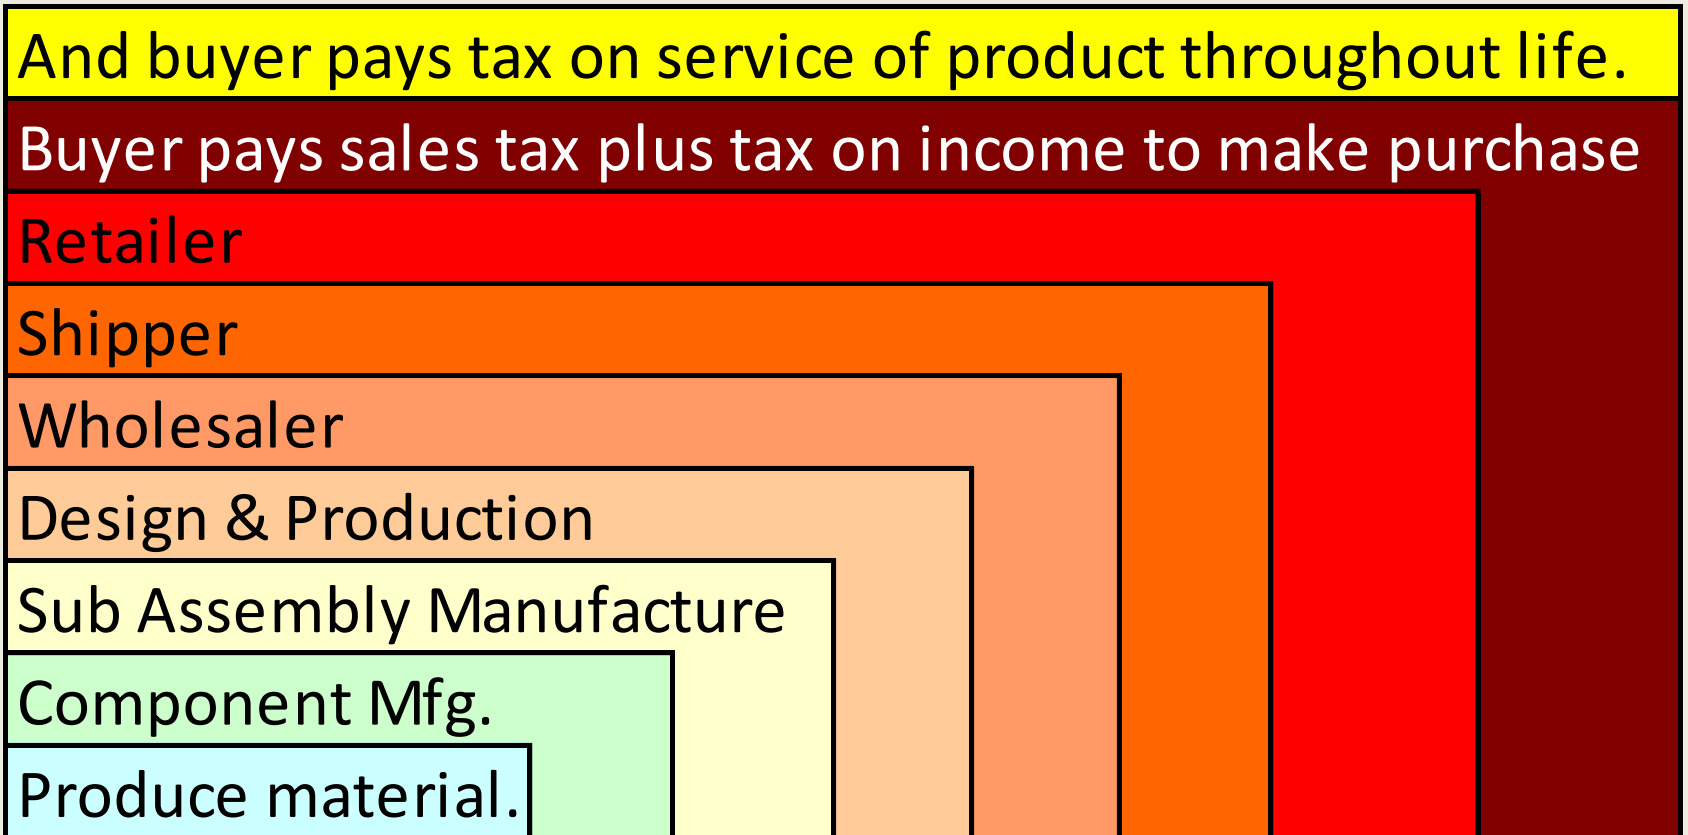 And buyer pays tax on service of product throughout life.
Buyer pays sales tax plus tax on income to make purchase
Retailer
Shipper
Wholesaler
Design & Production
Sub Assembly Manufacture
Component Mfg.
Produce material.